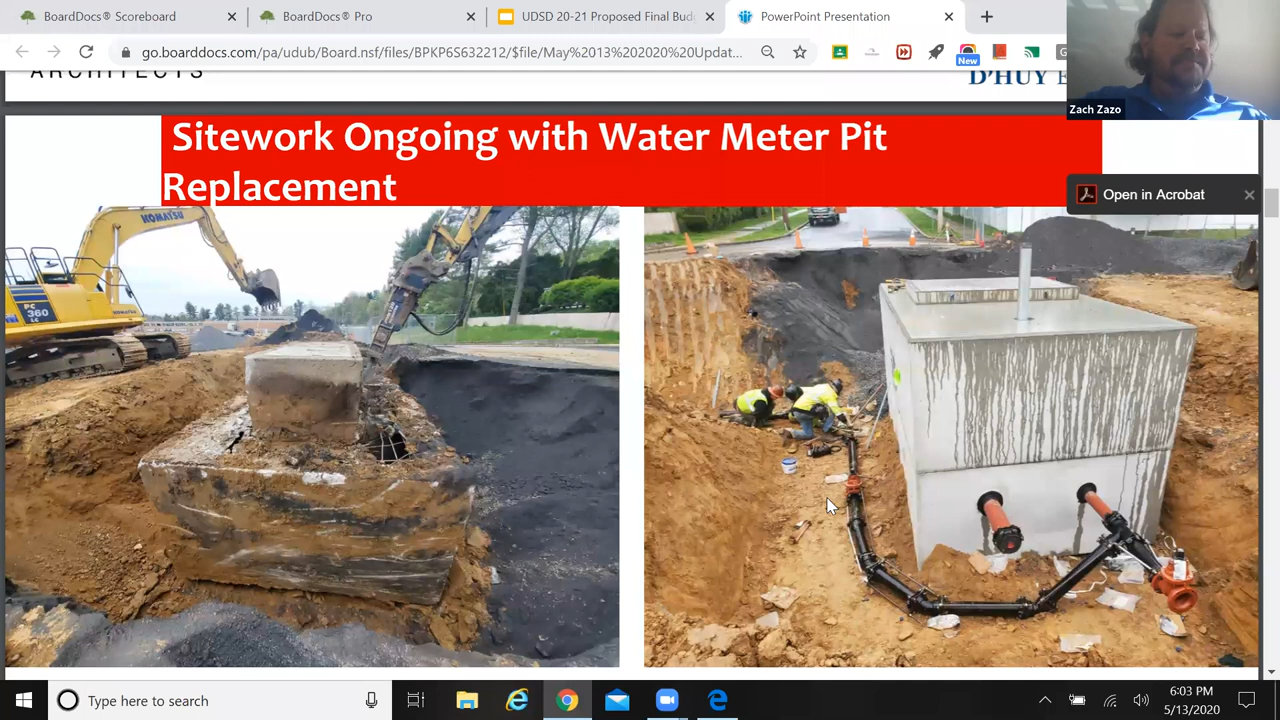 BoardDocs® Scoreboard
BoardDocs® Pro
UDSD 20-21 Proposed Final Budg
PowerPoint Presentation
go.boarddocs.com/pa/udub/Board.nsf/files/BPKP6S632212/$file/May%2013%202020%20Updat...
New
ARCHITECTS
D'HUY E
Zach Zazo
Sitework Ongoing with Water Meter Pit
Replacement
Open in Acrobat
KOMATSU
PC
360
LC
Type here to search
6:03 PM
5/13/2020